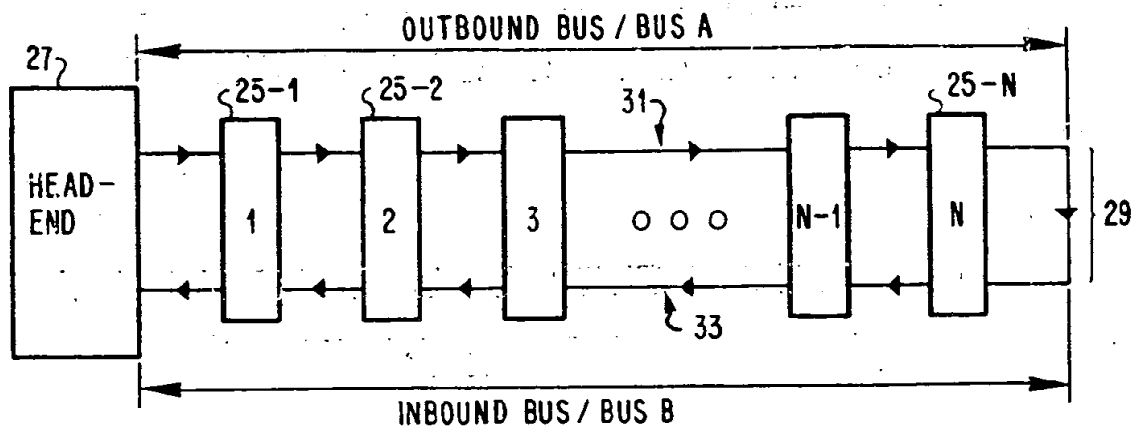 OUTBOUND BUS / BUS A
27
25-1
25-2
31
25-N
HEAD-
END
1
2
3
N-1
N
29
33
INBOUND BUS / BUS B